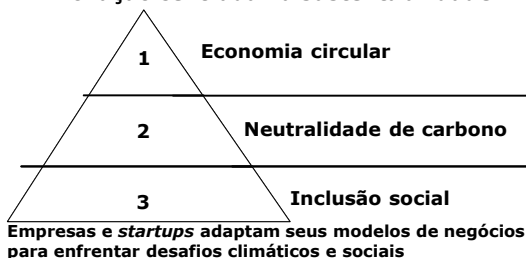 1 Economia circular
2 Neutralidade de carbono
3 Inclusão social
Empresas e startups adaptam seus modelos de negócios
para enfrentar desafios climáticos e sociais